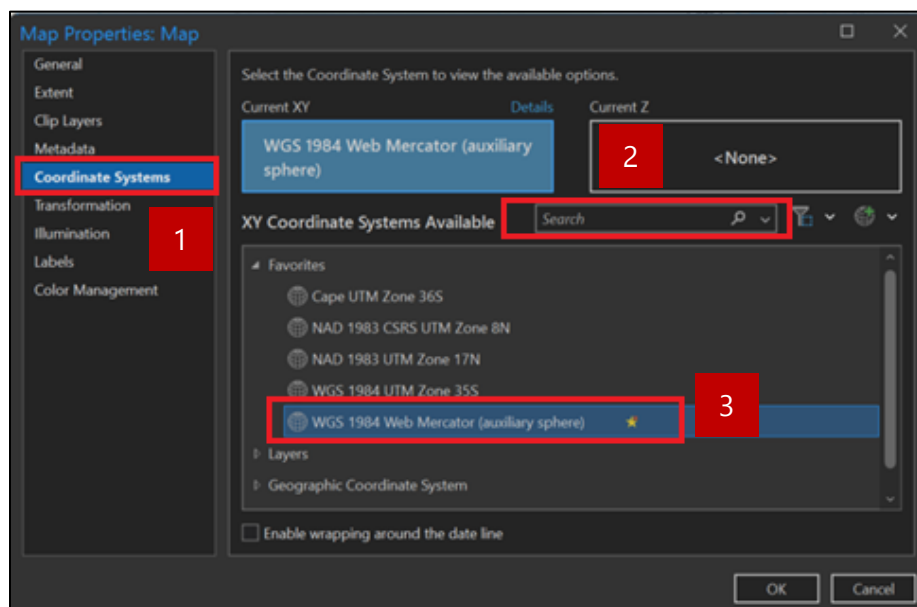 Map Properties: Map
General
Extent
Clip Layers
Metadata
Coordinate Systems
Transformation
Illumination
Labels
Color Management
1
Select the Coordinate System to view the available options.
Current XY Details Current Z
WGS 1984 Web Mercator (auxiliary
sphere)
2 <None>
XY Coordinate Systems Available Search
Favorites
Cape UTM Zone 36S
NAD 1983 CSRS UTM Zone 8N
NAD 1983 UTM Zone 17N
WGS 1984 UTM Zone 35S
WGS 1984 Web Mercator (auxiliary sphere)
3
Layers
Geographic Coordinate System
Enable wrapping around the date line
OK Cancel